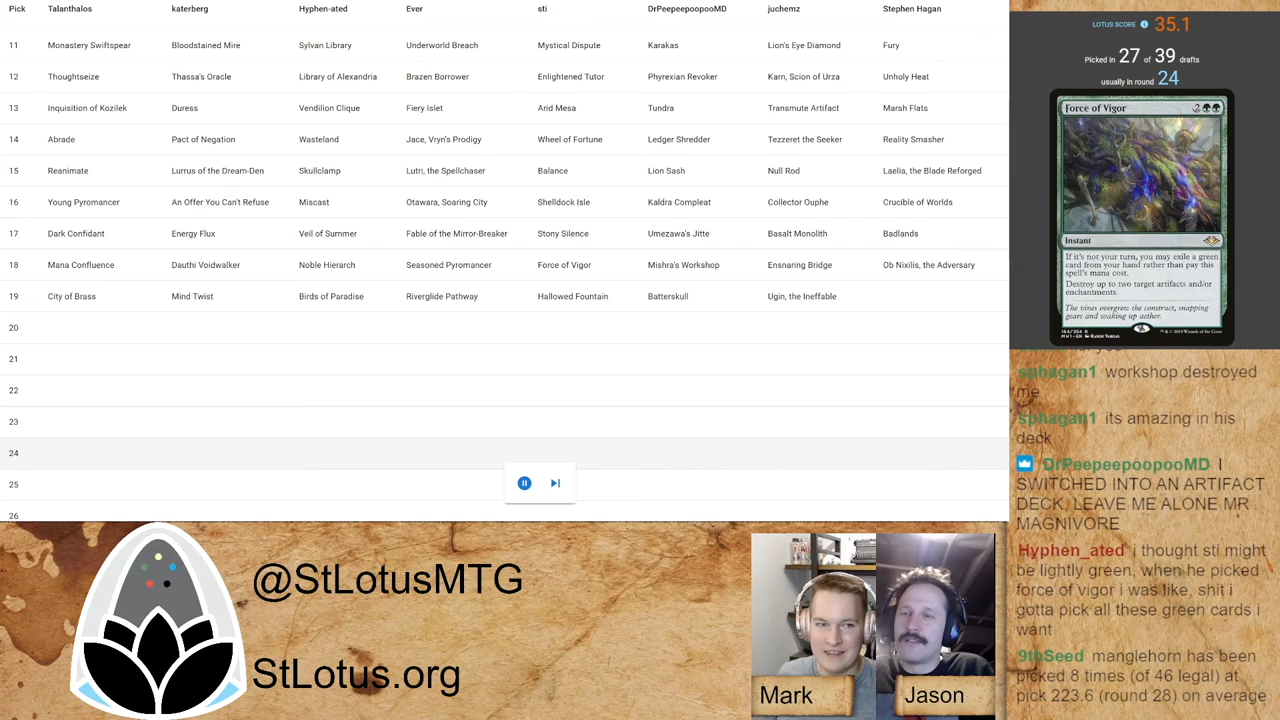 Pick Talanthalos katerberg Hyphen-ated Ever sti DrPeepeepoopooMD juchemz Stephen Hagan
11 Monastery Swiftspear Bloodstained Mire Sylvan Library Underworld Breach Mystical Dispute Karakas Lion's Eye Diamond Fury
12 Thoughtseize Thassa's Oracle Library of Alexandria Brazen Borrower Enlightened Tutor Phyrexian Revoker Karn, Scion of Urza Unholy Heat
13 Inquisition of Kozilek Duress Vendilion Clique Fiery Islet Arid Mesa Tundra Transmute Artifact Marsh Flats
14 Abrade Pact of Negation Wasteland Jace, Vryn's Prodigy Wheel of Fortune Ledger Shredder Tezzeret the Seeker Reality Smasher
15 Reanimate Lurrus of the Dream-Den Skullclamp Lutri, the Spellchaser Balance Lion Sash Null Rod Laelia, the Blade Reforged
16 Young Pyromancer An Offer You Can't Refuse Miscast Otawara, Soaring City Shelldock Isle Kaldra Compleat Collector Ouphe Crucible of Worlds
17 Dark Confidant Energy Flux Veil of Summer Fable of the Mirror-Breaker Stony Silence Umezawa's Jitte Basalt Monolith Badlands
18 Mana Confluence Dauthi Voidwalker Noble Hierarch Seasoned Pyromancer Force of Vigor Mishra's Workshop Ensnaring Bridge Ob Nixilis, the Adversary
19 City of Brass Mind Twist Birds of Paradise Riverglide Pathway Hallowed Fountain Batterskull Ugin, the Ineffable
20
21
22
23
24
25
26
LOTUS SCORE 35.1
Picked in 27 of 39 drafts
usually in round 24
Force of Vigor 2
Instant
If it's not your turn, you may exile a green
card from your hand rather than pay this
spell's mana cost.
Destroy up to two target artifacts and/or
enchantments.
The vines overgrew the construct, snapping
gears and soaking up aether.
sphagan1 workshop destroyed
me
sphagan1 its amazing in his
deck
DrPeepeepoopooMD I
SWITCHED INTO AN ARTIFACT
DECK, LEAVE ME ALONE MR
MAGNIVORE
Hyphen_ated i thought sti might
be lightly green, when he picked
force of vigor i was like, shit i
gotta pick all these green cards i
want
9thSeed manglehorn has been
picked 8 times (of 46 legal) at
pick 223.6 (round 28) on average
@StLotusMTG
StLotus.org
Mark
Jason